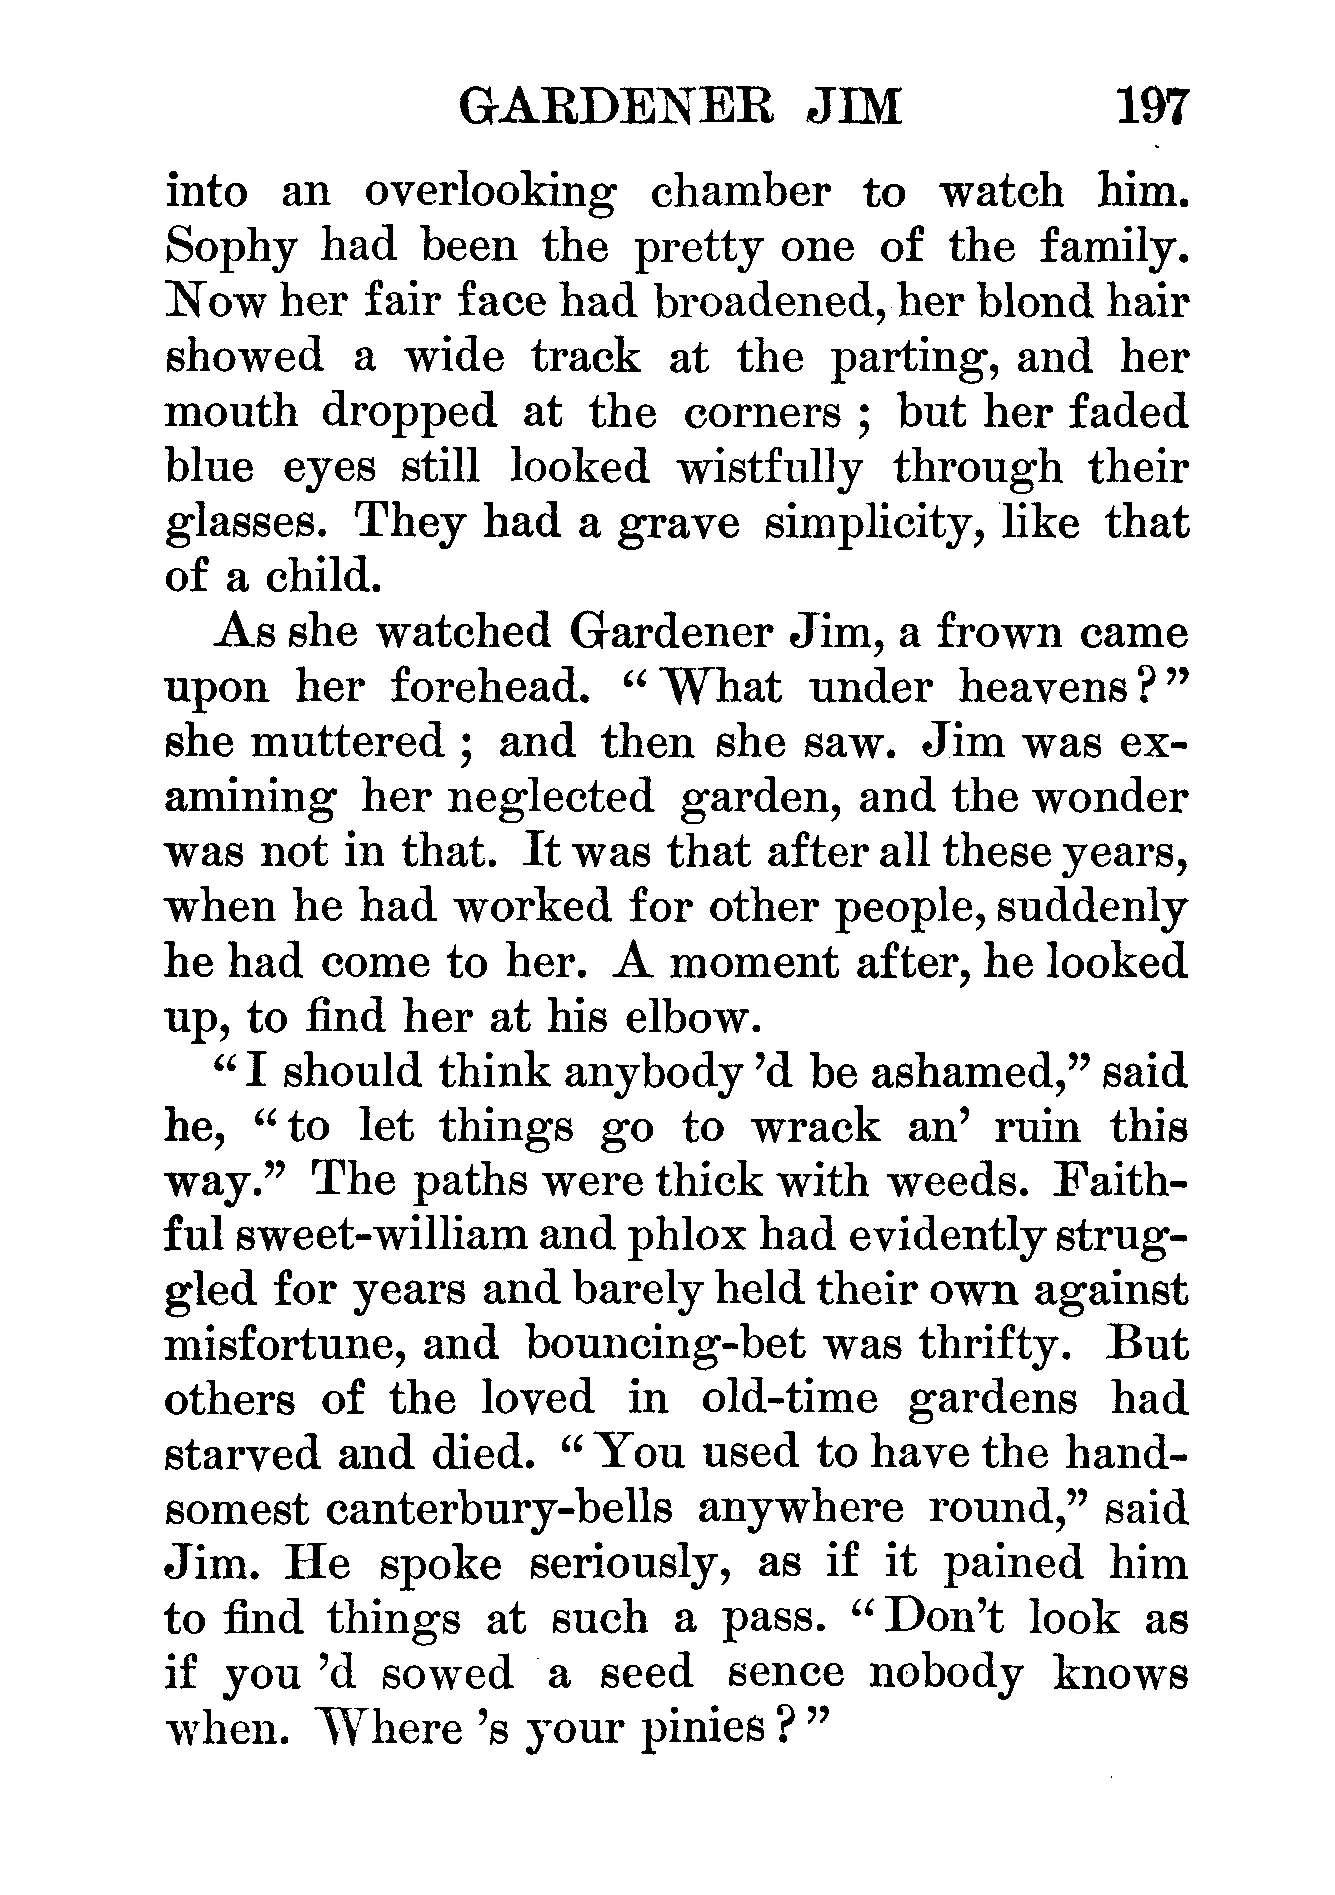 GARDENER JIM 197
into an overlooking chamber to watch him.
Sophy had been the pretty one of the family.
Now her fair face had broadened, her blond hair
showed a wide track at the parting, and her
mouth dropped at the corners ; but her faded
blue eyes still looked wistfully through their
glasses. They had a grave simplicity, like that
of a child.
As she watched Gardener Jim, a frown came
upon her forehead. “ What under heavens? ”
she muttered ; and then she saw. Jim was ex-
amining her neglected garden, and the wonder
was not in that. It was that after all these years,
when he had worked for other people, suddenly
he had come to her. A moment after, he looked
up, to find her at his elbow.
“ I should think anybody ’d be ashamed,” said
he, “ to let things go to wrack an’ ruin this
way.” The paths were thick with weeds. Faith-
ful sweet-william and phlox had evidently strug-
gled for years and barely held their own against
misfortune, and bouncing-bet was thrifty. But
others of the loved in old-time gardens had
starved and died. “ You used to have the hand-
somest canterbury-bells anywhere round,” said
Jim. He spoke seriously, as if it pained him
to find things at such a pass. “ Don’t look as
if you ’d sowed a seed sence nobody knows
when. Where ’s your pinies ? ”